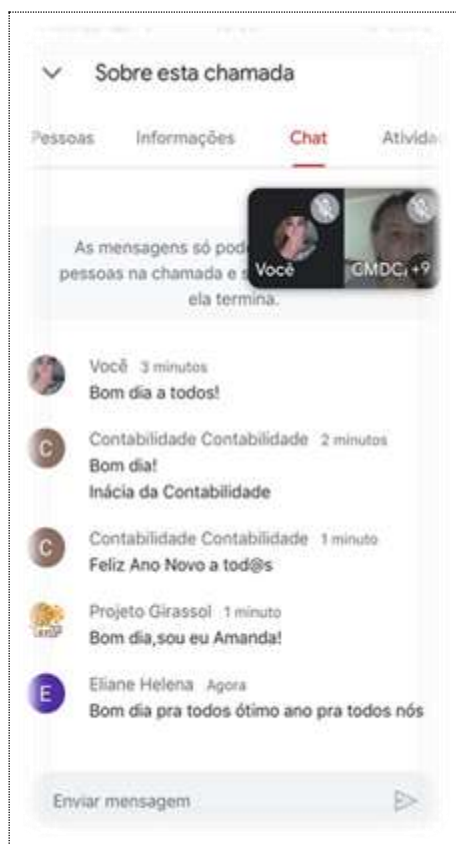 Sobre esta chamada
Pessoas Informações Chat Ativida
As mensagens só pode
pessoas na chamada e s
ela termina.
Você CMDC, +9
Você 3 minutos
Bom dia a todos!
Contabilidade Contabilidade 2 minutos
Bom dia!
Inácia da Contabilidade
Contabilidade Contabilidade 1 minuto
Feliz Ano Novo a tod@s
Projeto Girassol 1 minuto
Bom dia,sou eu Amanda!
Eliane Helena Agora
Bom dia pra todos ótimo ano pra todos nós
Enviar mensagem